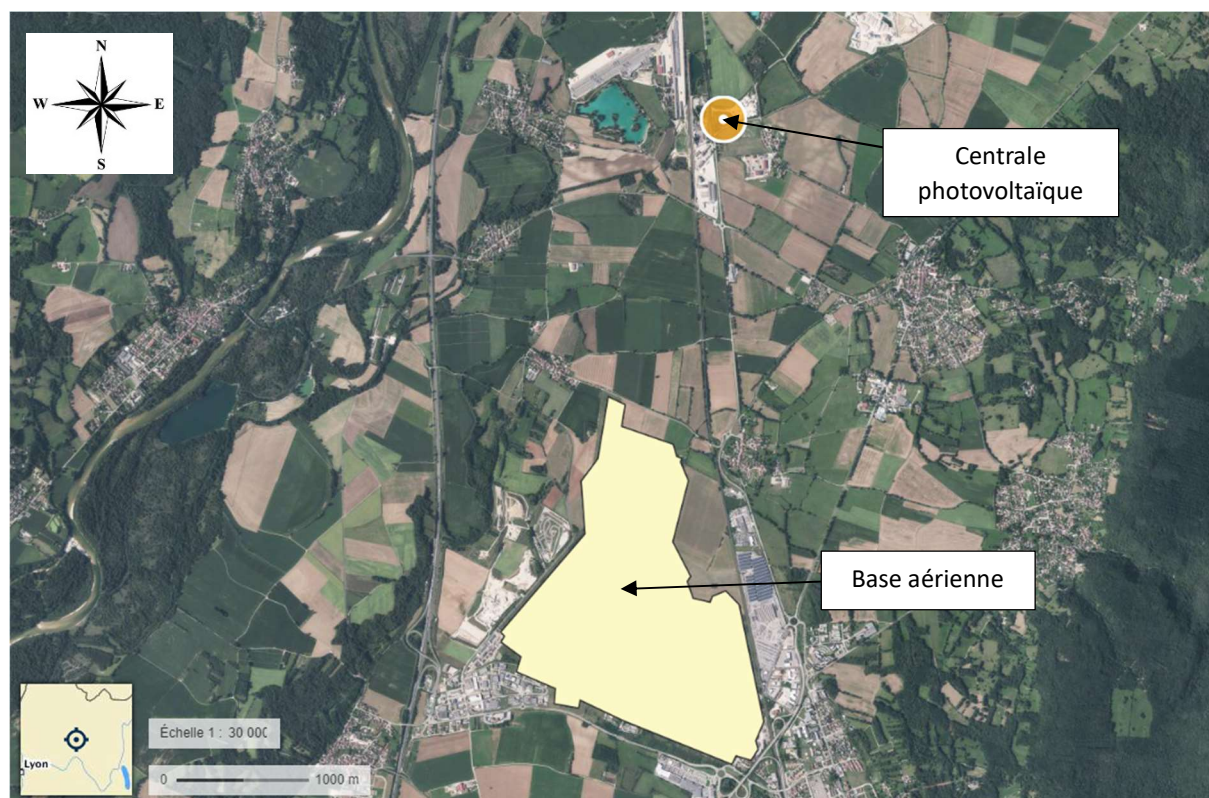 N
W E
S
Centrale
photovoltaïque
Base aérienne
Lyon
Échelle 1 : 30 000
0 1000 m